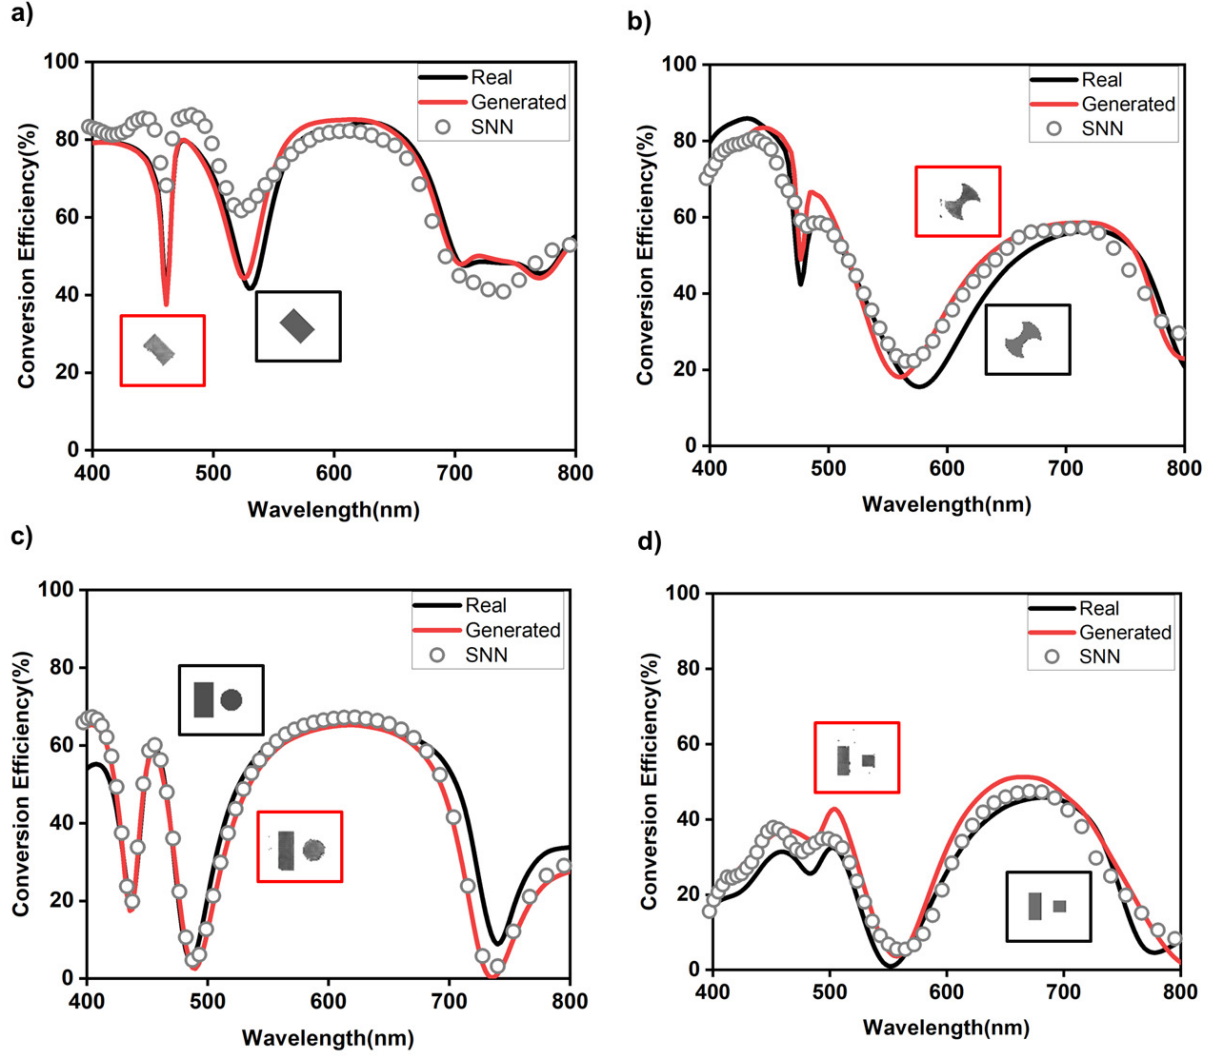 a)
100
80
60
40
20
0
Conversion Efficiency(%)
Real
Generated
SNN
400 500 600 700 800
Wavelength(nm)
b)
100
80
60
40
20
0
Conversion Efficiency(%)
Real
Generated
SNN
400 500 600 700 800
Wavelength(nm)
c)
100
80
60
40
20
0
Conversion Efficiency(%)
Real
Generated
SNN
400 500 600 700 800
Wavelength(nm)
d)
100
80
60
40
20
0
Conversion Efficiency(%)
Real
Generated
SNN
400 500 600 700 800
Wavelength(nm)